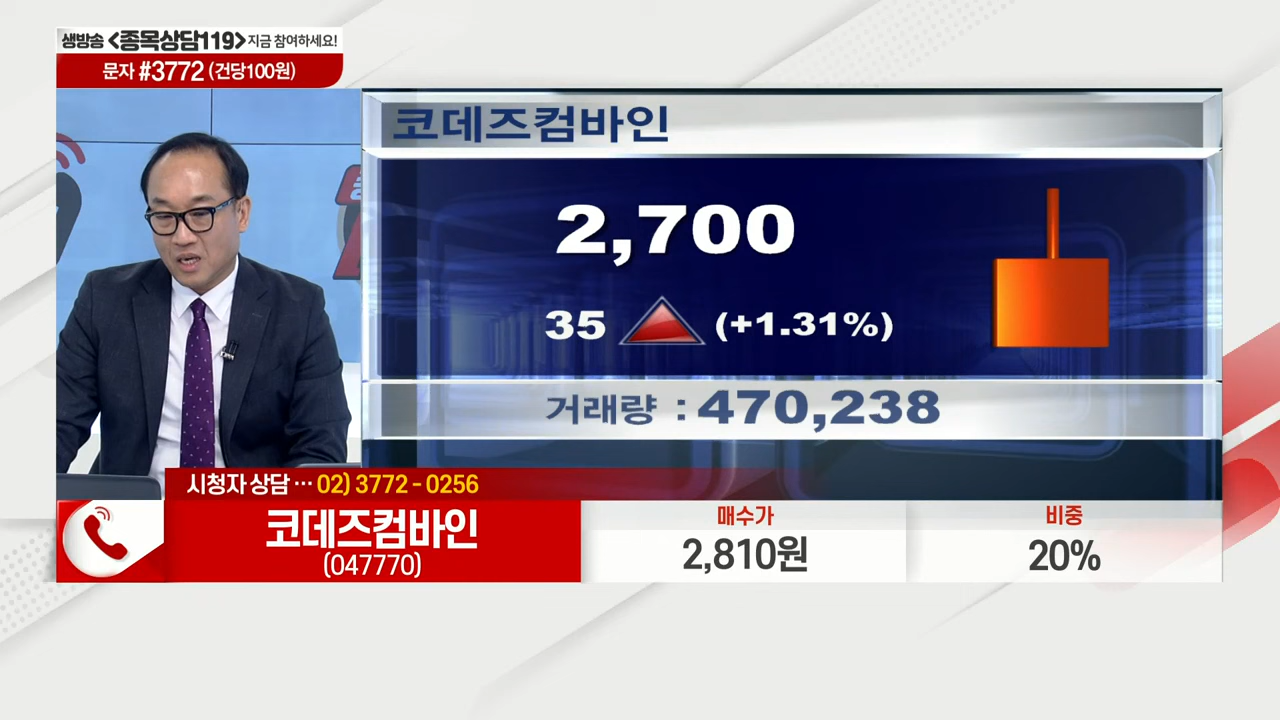 생방송 <종목상담119> 지금 참여하세요!
문자 #3772 (건당100원)
코데즈컴바인
2,700
35 ▲ (+1.31%)
거래량 : 470,238
시청자 상담 ··· 02) 3772 - 0256
코데즈컴바인
(047770)
매수가
2,810원
비중
20%